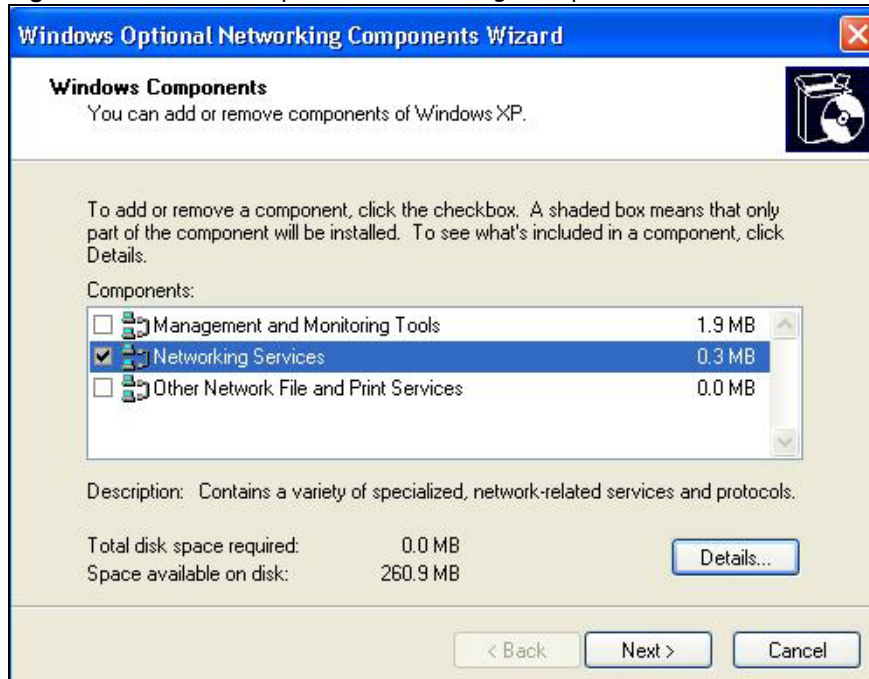 Windows Optional Networking Components Wizard
Windows Components
You can add or remove components of Windows XP.
To add or remove a component, click the checkbox. A shaded box means that only
part of the component will be installed. To see what's included in a component, click
Details.
Components:
Management and Monitoring Tools 1.9 MB
Networking Services 0.3 MB
Other Network File and Print Services 0.0 MB
Description: Contains a variety of specialized, network-related services and protocols.
Total disk space required: 0.0 MB
Space available on disk: 260.9 MB
Details...
< Back Next > Cancel